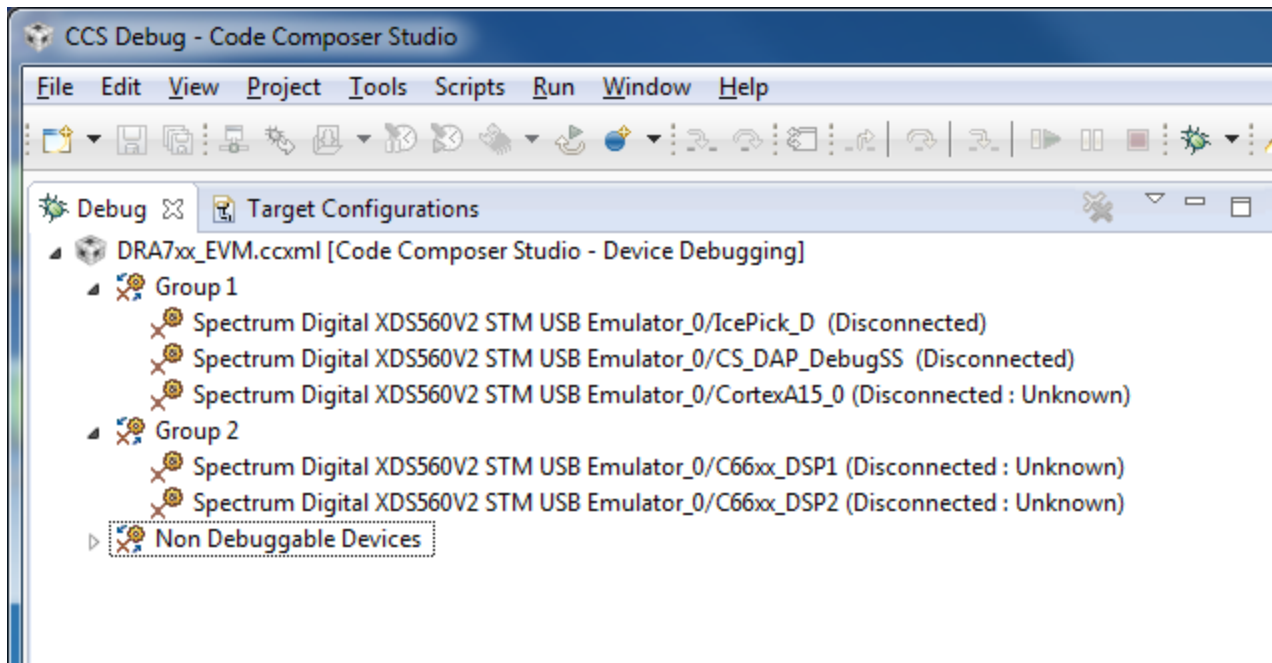 CCS Debug - Code Composer Studio
File Edit View Project Tools Scripts Run Window Help
Debug Target Configurations
DRA7xx_EVM.ccxml [Code Composer Studio - Device Debugging]
Group 1
Spectrum Digital XDS560V2 STM USB Emulator_0/IcePick_D (Disconnected)
Spectrum Digital XDS560V2 STM USB Emulator_0/CS_DAP_DebugSS (Disconnected)
Spectrum Digital XDS560V2 STM USB Emulator_0/CortexA15_0 (Disconnected : Unknown)
Group 2
Spectrum Digital XDS560V2 STM USB Emulator_0/C66xx_DSP1 (Disconnected : Unknown)
Spectrum Digital XDS560V2 STM USB Emulator_0/C66xx_DSP2 (Disconnected : Unknown)
Non Debuggable Devices